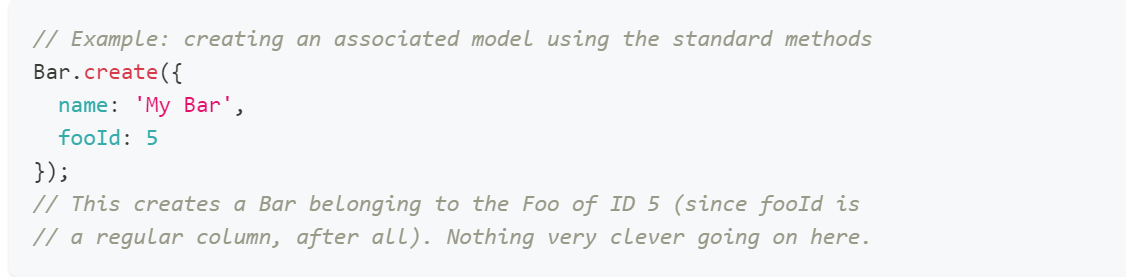 // Example: creating an associated model using the standard methods
Bar.create({
  name: 'My Bar',
  fooId: 5
});
// This creates a Bar belonging to the Foo of ID 5 (since fooId is
// a regular column, after all). Nothing very clever going on here.